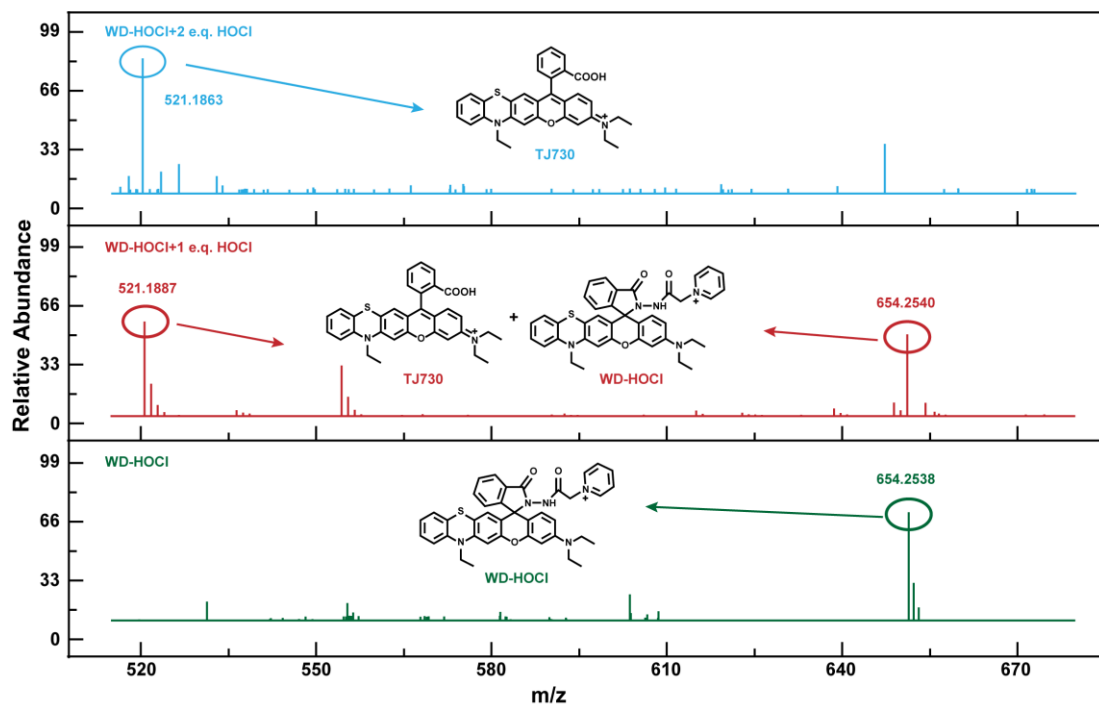 Relative Abundance
WD-HOCl+2 e.q. HOCl
99
66
33
0
521.1863
COOH
S
N
O
N
+
TJ730
WD-HOCl+1 e.q. HOCl
99
66
33
0
521.1887
COOH
S
N
O
N
+
TJ730
+
O
O
N
NH
N
+
S
N
O
N
WD-HOCl
654.2540
WD-HOCl
99
66
33
0
O
O
N
NH
N
+
S
N
O
N
WD-HOCl
654.2538
520
550
580
610
640
670
m/z